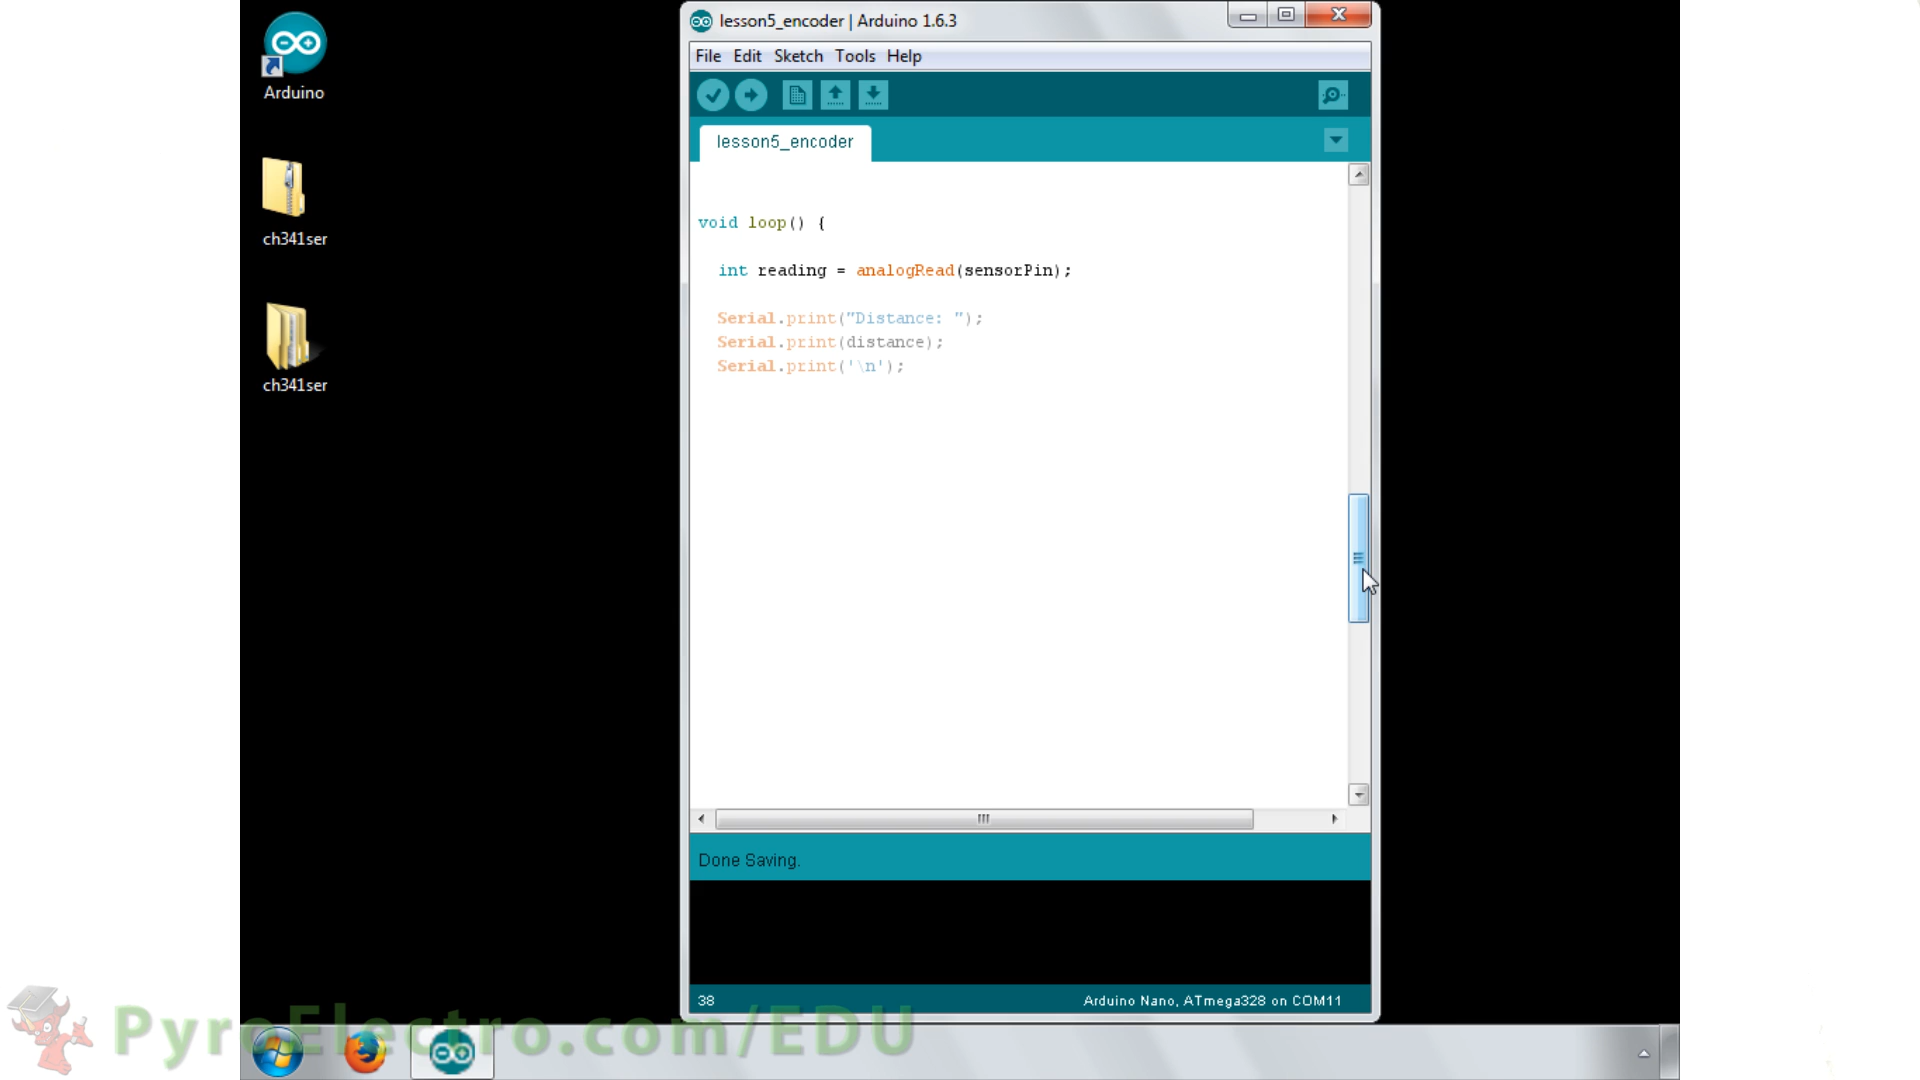 Arduino
ch341ser
ch341ser
lesson5_encoder | Arduino 1.6.3
File Edit Sketch Tools Help
lesson5_encoder
void loop() {
int reading = analogRead(sensorPin);
Serial.print("Distance: ");
Serial.print(distance);
Serial.print('\n');
Done Saving.
38
Arduino Nano, ATmega328 on COM11
PyroElectro.com/EDU